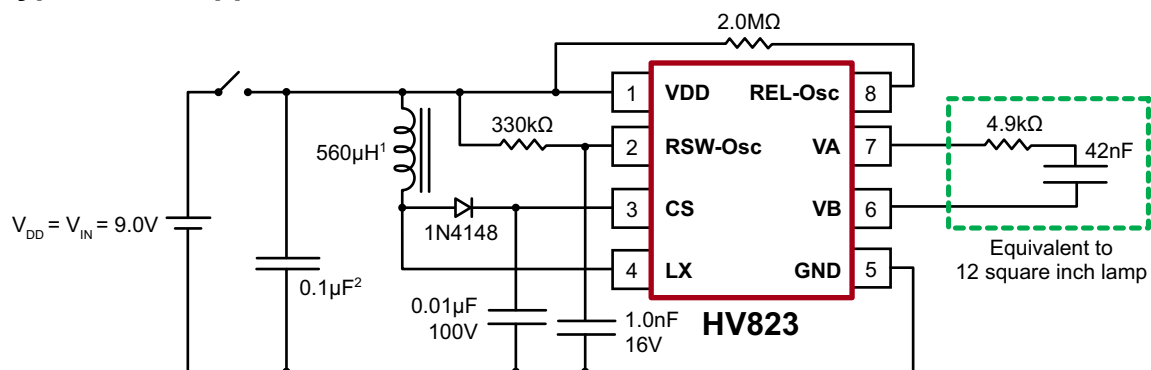 2.0MΩ
1 VDD REL-Osc 8
330kΩ
2 RSW-Osc VA 7
4.9kΩ
42nF
560µH¹
3 CS VB 6
1N4148
V_DD = V_IN = 9.0V
4 LX GND 5
Equivalent to
12 square inch lamp
0.1µF²
0.01µF
100V
1.0nF
16V
HV823